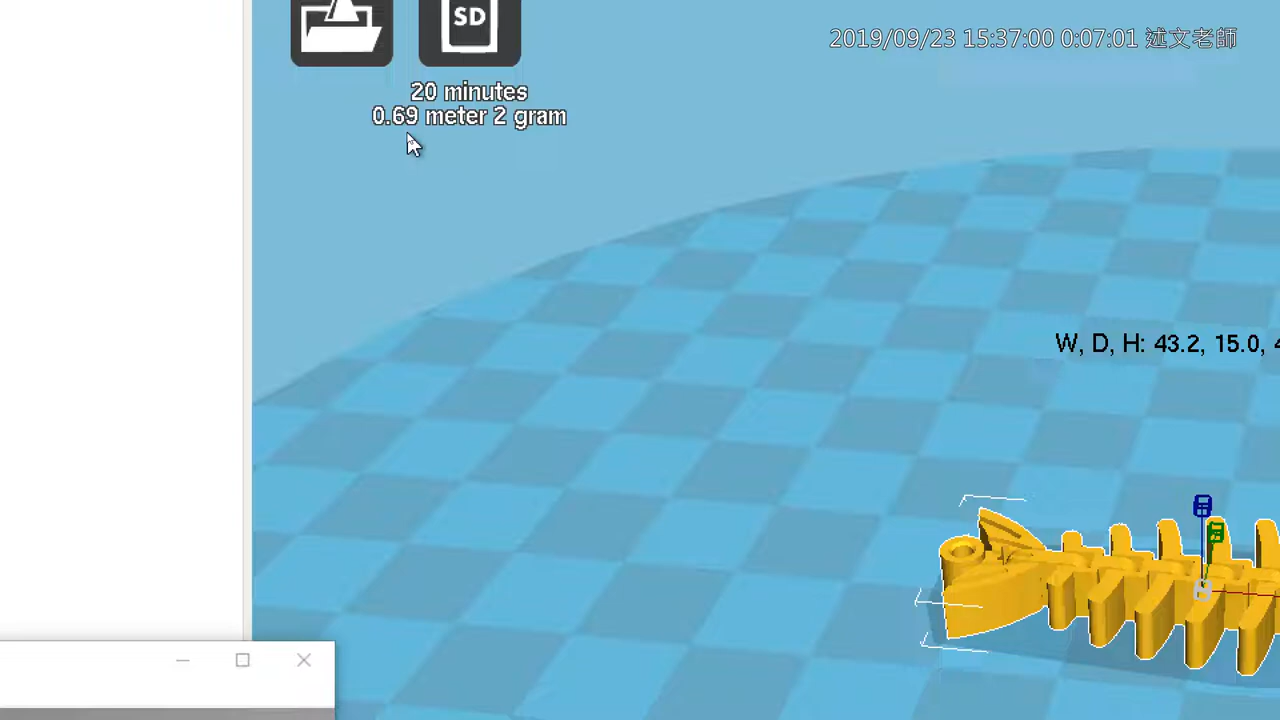 SD
2019/09/23 15:37:00 0:07:01 述文老師
20 minutes
0.69 meter 2 gram
W, D, H: 43.2, 15.0, 4